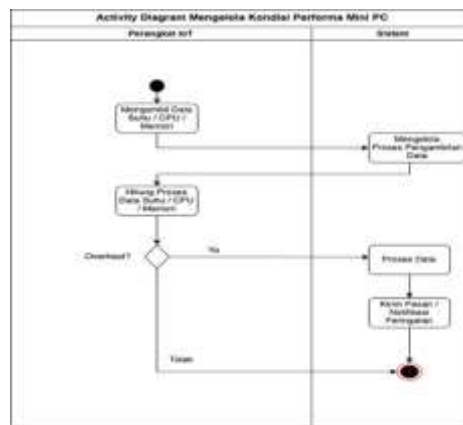 Activity Diagram Mengelola Kondisi Performa Mini PC
Perangkat IoT
Sistem
Mengambil Data
Suhu / CPU /
Memori
Mengelola
Proses Pengambilan
Data
Hitung Proses
Data Suhu / CPU
/ Memori
Overheat?
Ya
Proses Data
Kirim Pesan /
Notifikasi
Peringatan
Tidak